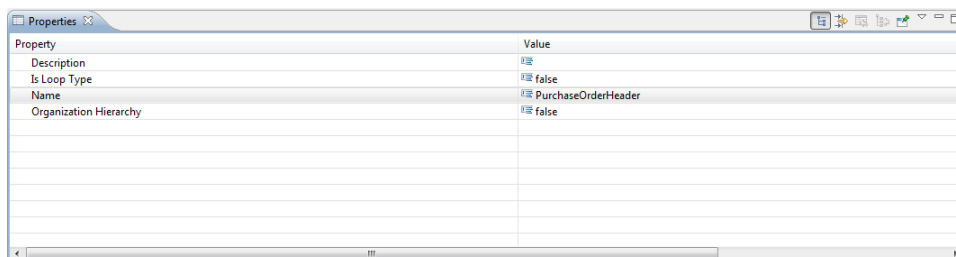 Properties
Property Value
Description
Is Loop Type false
Name PurchaseOrderHeader
Organization Hierarchy false